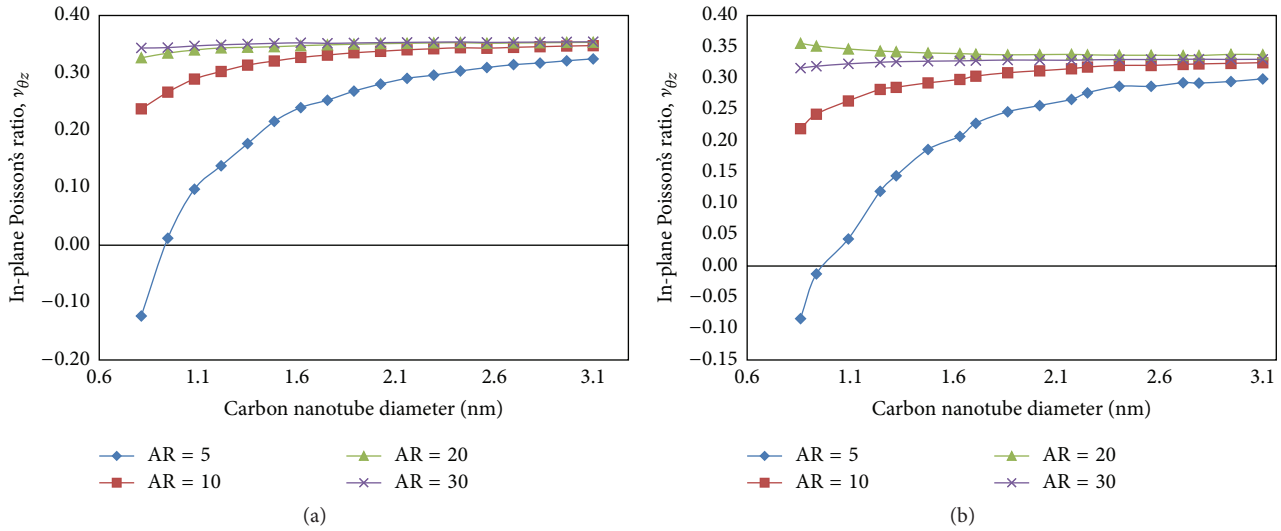 In-plane Poisson's ratio, νθz
0.40
0.30
0.20
0.10
0.00
−0.10
−0.20
0.6
1.1
1.6
2.1
2.6
3.1
Carbon nanotube diameter (nm)
AR = 5
AR = 20
AR = 10
AR = 30
(a)
In-plane Poisson's ratio, νθz
0.40
0.35
0.30
0.25
0.20
0.15
0.10
0.05
0.00
−0.05
−0.10
−0.15
0.6
1.1
1.6
2.1
2.6
3.1
Carbon nanotube diameter (nm)
AR = 5
AR = 20
AR = 10
AR = 30
(b)